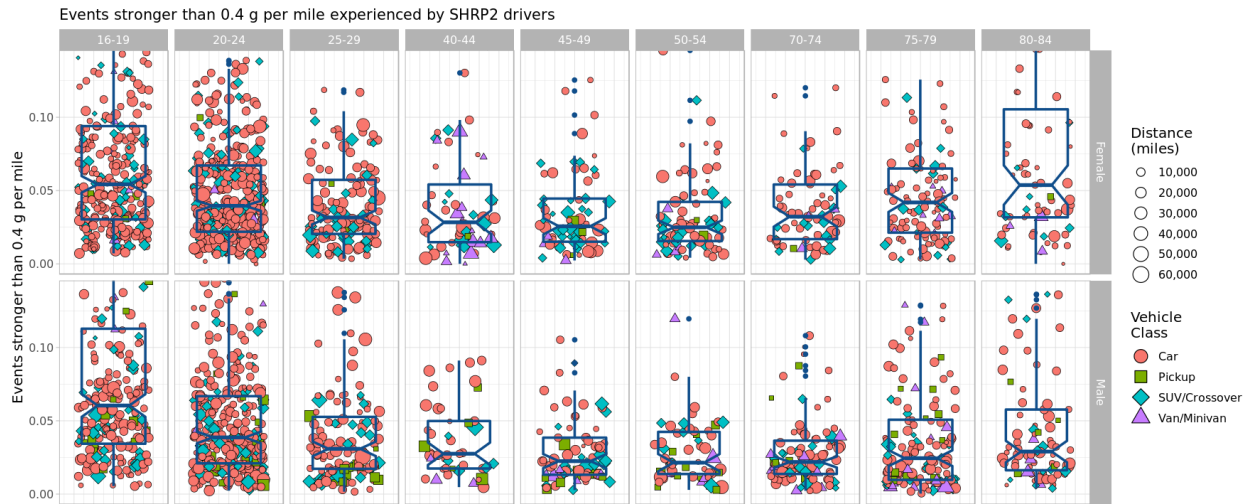 Events stronger than 0.4 g per mile experienced by SHRP2 drivers
16-19 20-24 25-29 40-44 45-49 50-54 70-74 75-79 80-84
Events stronger than 0.4 g per mile
0.10
0.05
0.00
Female
0.10
0.05
0.00
Male
Distance
(miles)
10,000
20,000
30,000
40,000
50,000
60,000
Vehicle
Class
Car
Pickup
SUV/Crossover
Van/Minivan